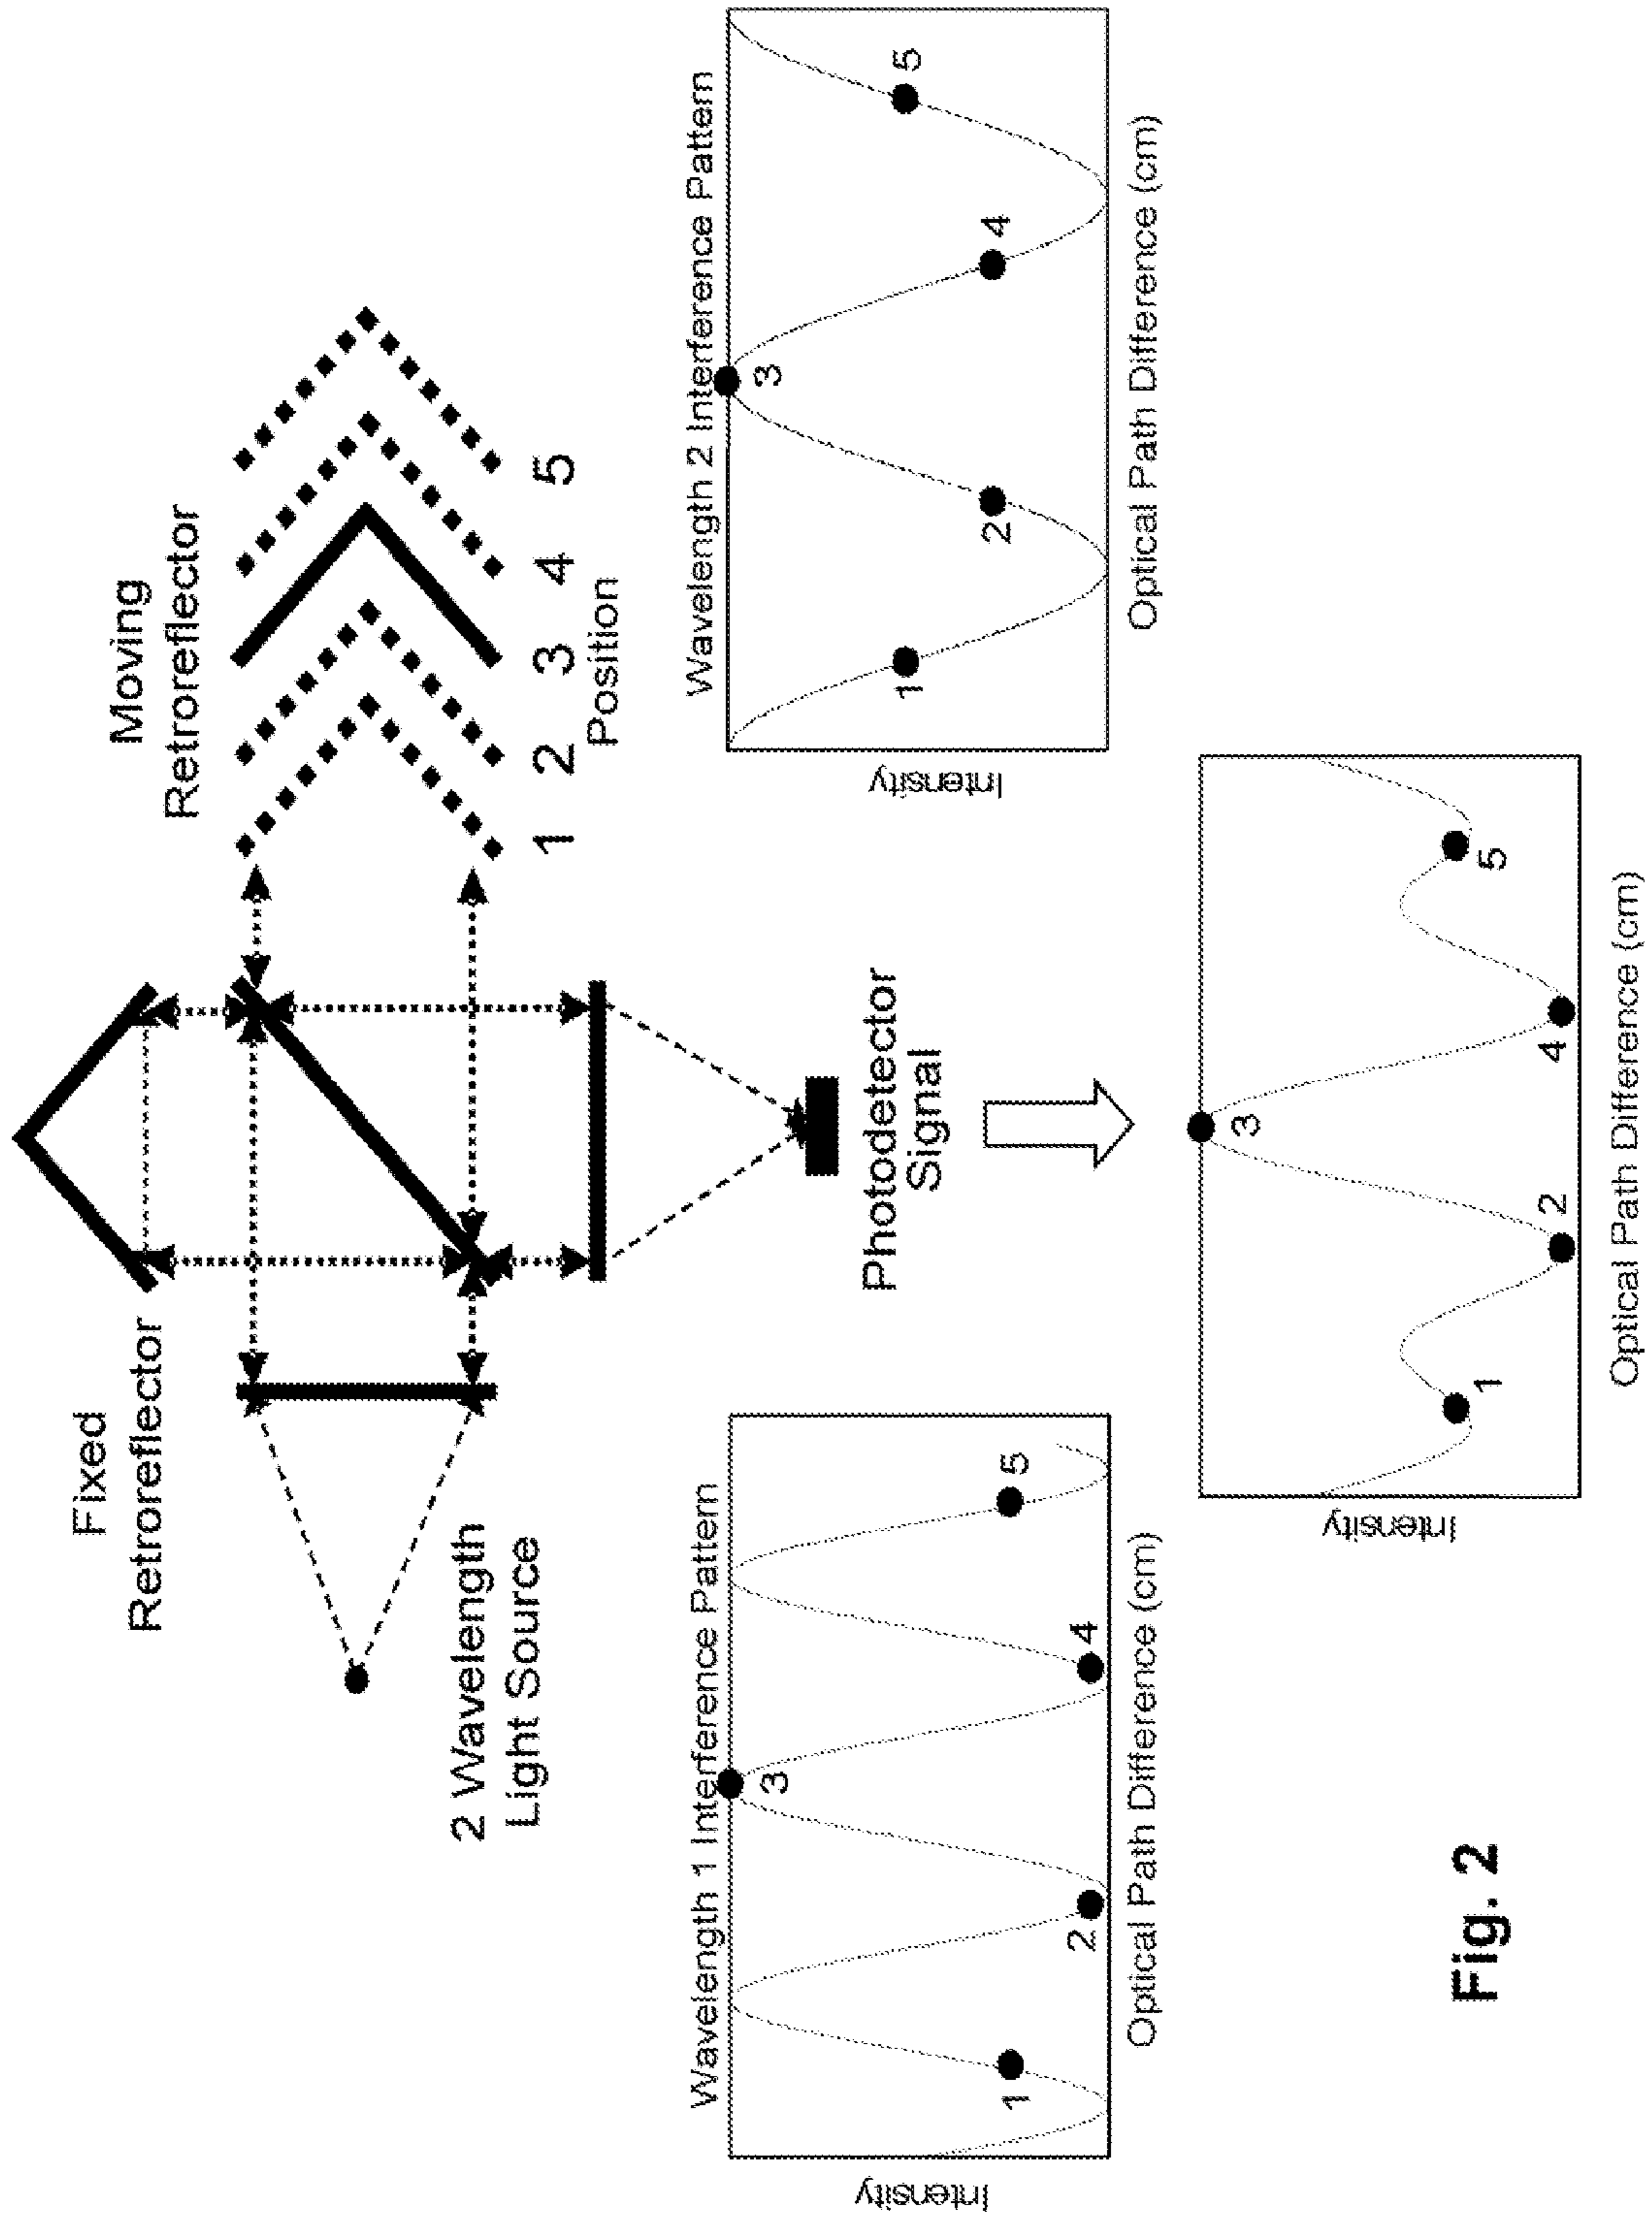 Fixed
Retroreflector
Moving
Retroreflector
2 Wavelength
Light Source
1 2 3 4 5
Position
Photodetector
Signal
Wavelength 1 Interference Pattern
Intensity
1
2
3
4
5
Optical Path Difference (cm)
Wavelength 2 Interference Pattern
Intensity
1
2
3
4
5
Optical Path Difference (cm)
Intensity
1
2
3
4
5
Optical Path Difference (cm)
Fig. 2